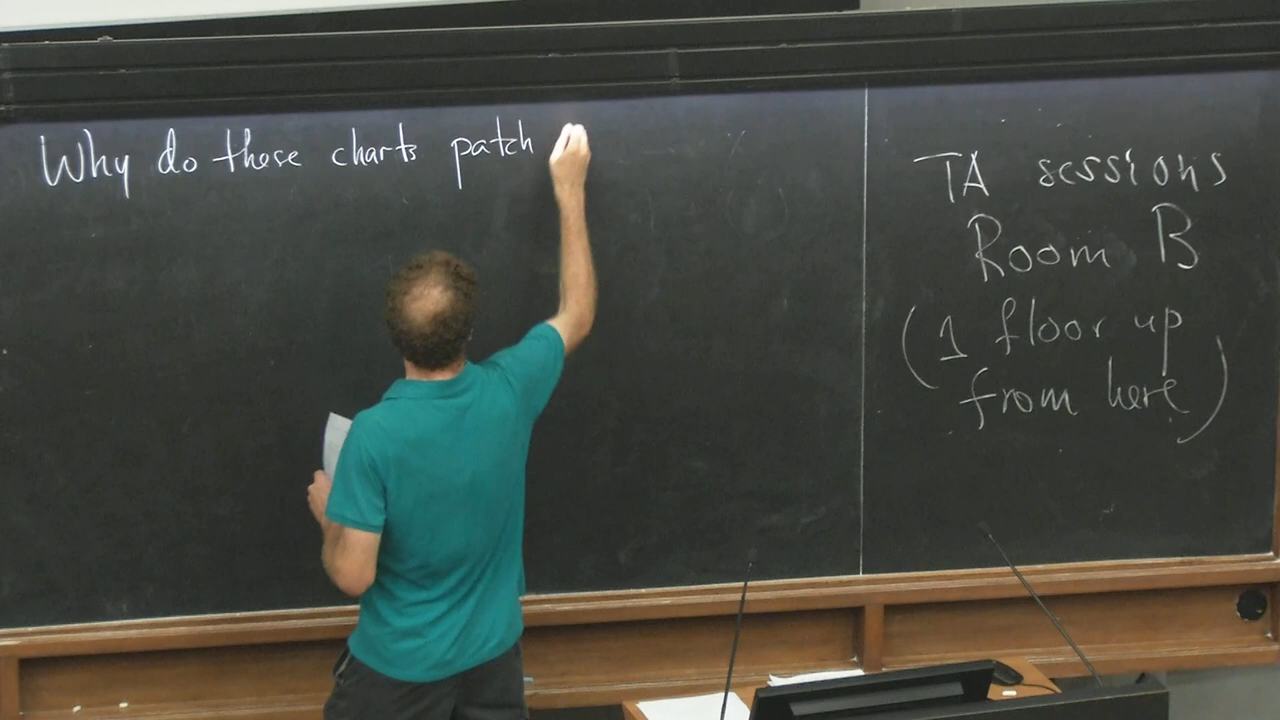 Why do these charts patch
TA sessions
Room B
(1 floor up
from here)